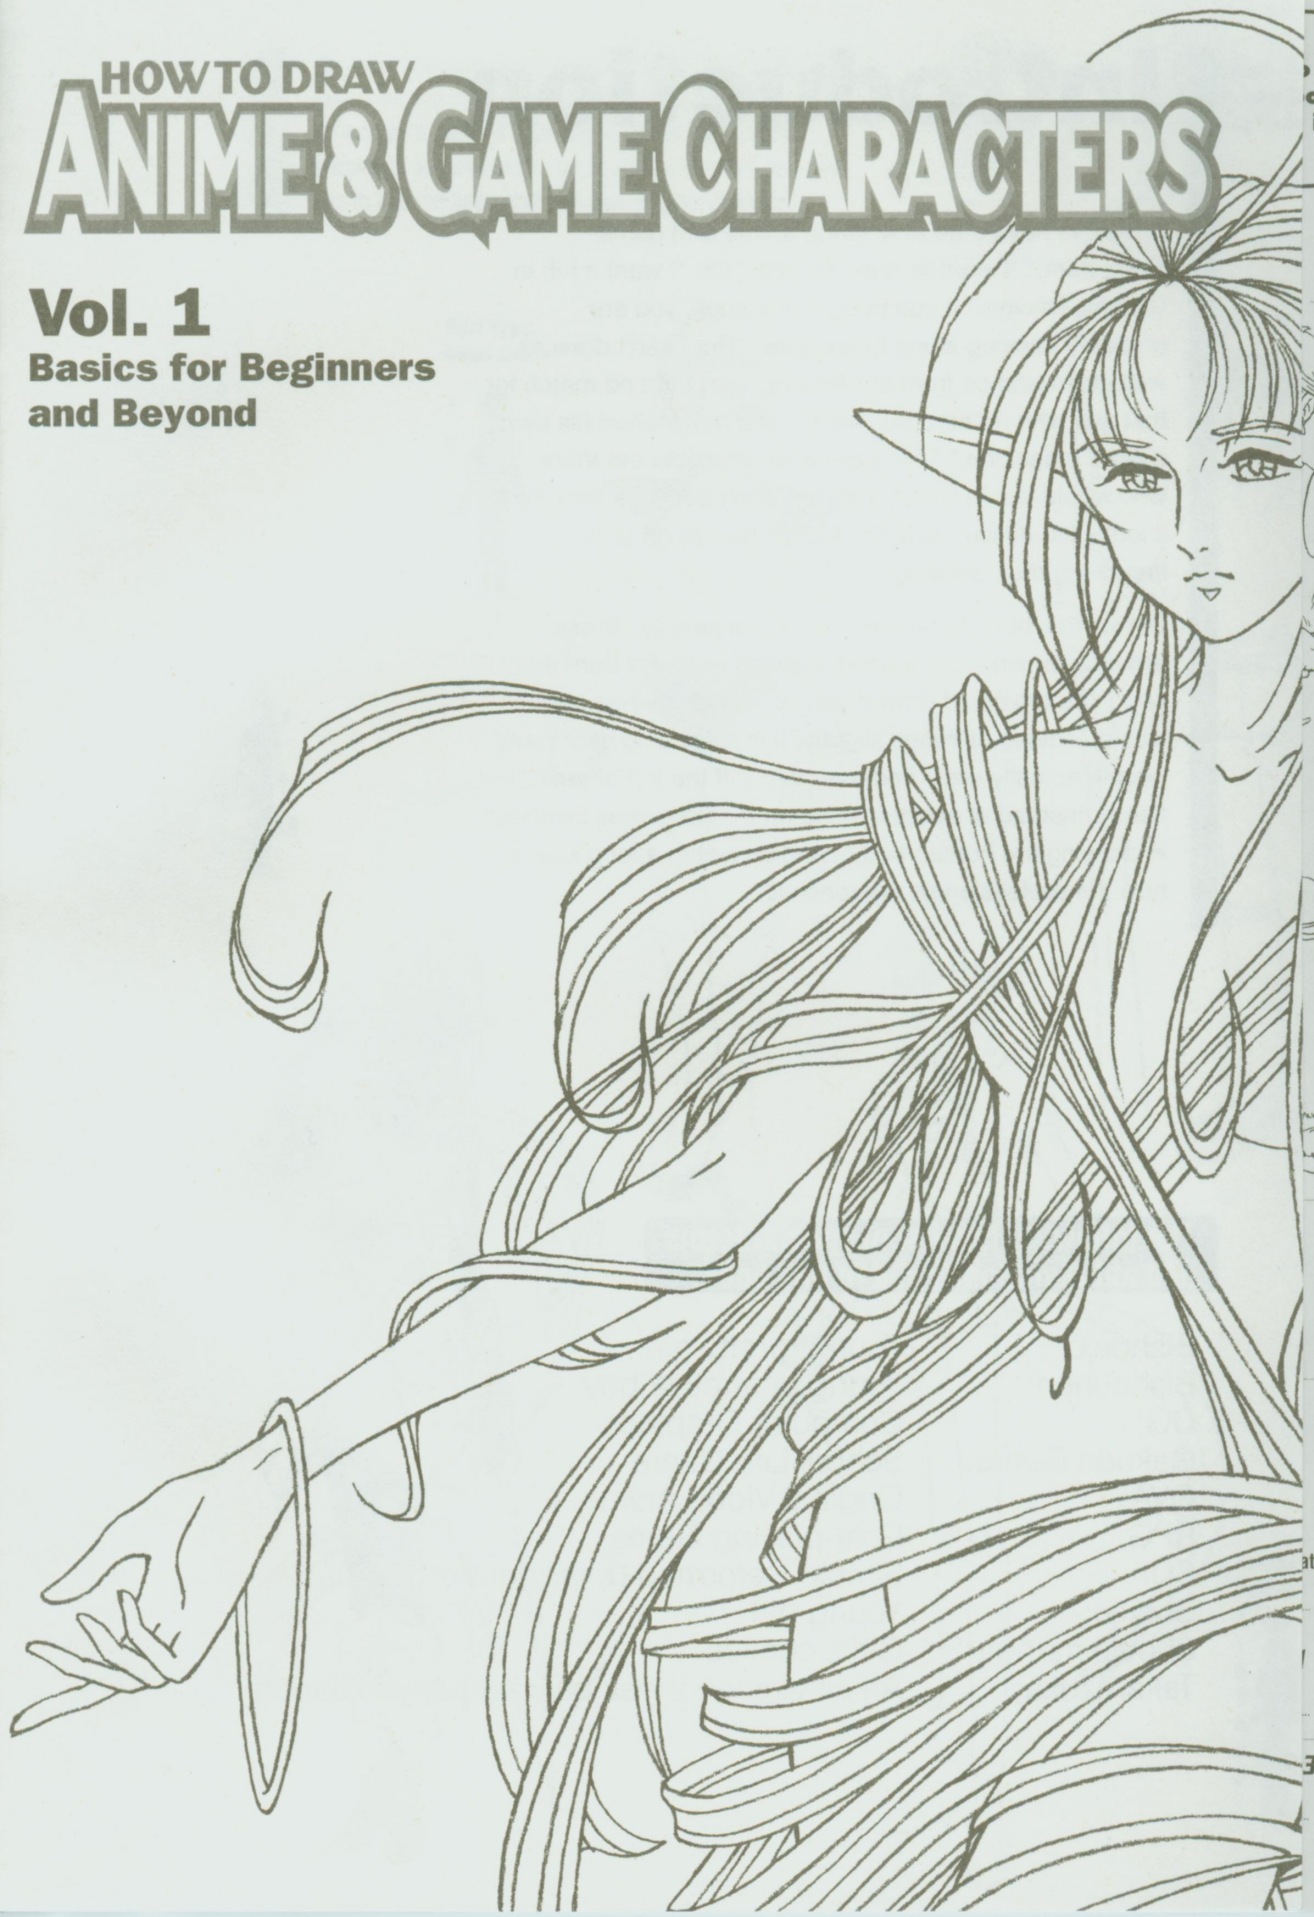 HOW TO DRAW
ANIME & GAME CHARACTERS
Vol. 1
Basics for Beginners
and Beyond